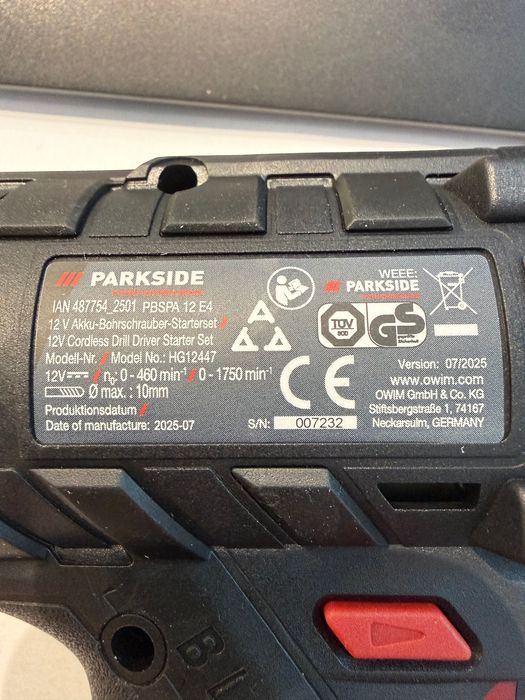 PARKSIDE
IAN 487754_2501 PBSPA 12 E4
12 V Akku-Bohrschrauber-Starterset /
12V Cordless Drill Driver Starter Set
Modell-Nr. / Model No.: HG12447
12V / n₀: 0 - 460 min⁻¹ / 0 - 1750 min⁻¹
Ø max. : 10mm
Produktionsdatum /
Date of manufacture: 2025-07
S/N: 007232
WEEE:
PARKSIDE
TÜV
SÜD
GS
CE
Version: 07/2025
www.owim.com
OWIM GmbH & Co. KG
Stiftsbergstraße 1, 74167
Neckarsulm, GERMANY